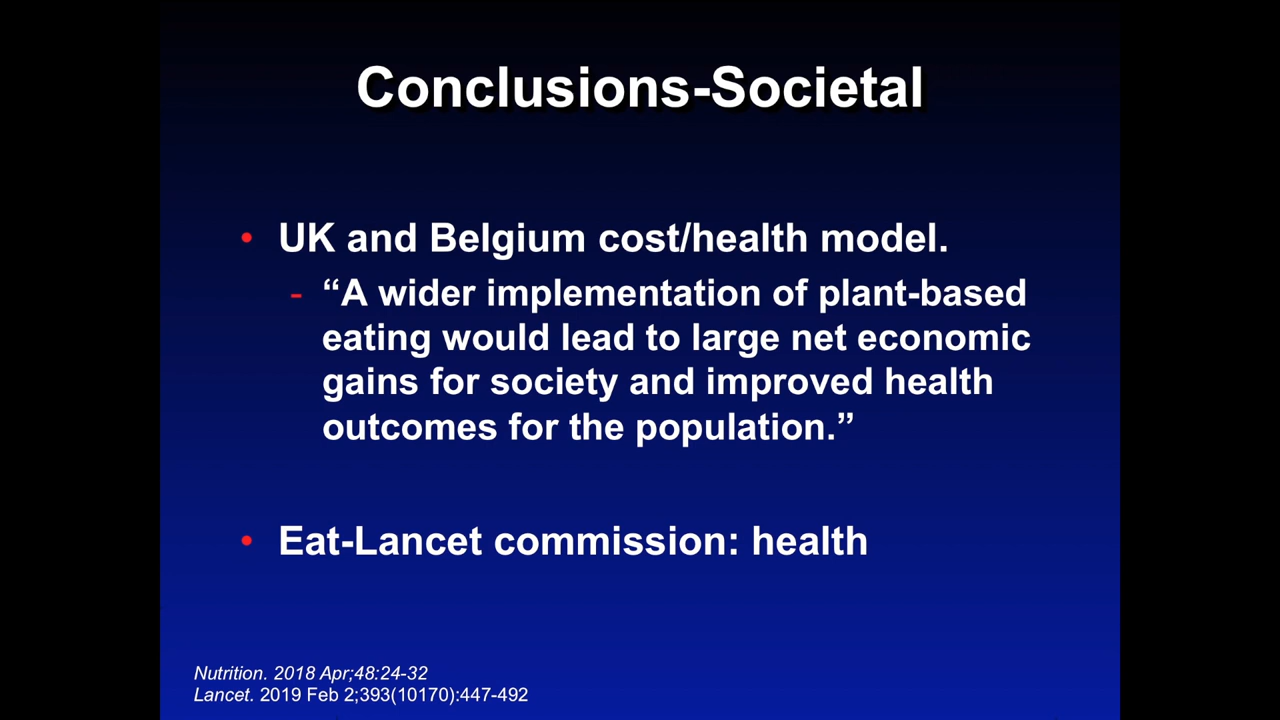 Conclusions-Societal
• UK and Belgium cost/health model.
- “A wider implementation of plant-based
eating would lead to large net economic
gains for society and improved health
outcomes for the population.”
• Eat-Lancet commission: health
Nutrition. 2018 Apr;48:24-32
Lancet. 2019 Feb 2;393(10170):447-492